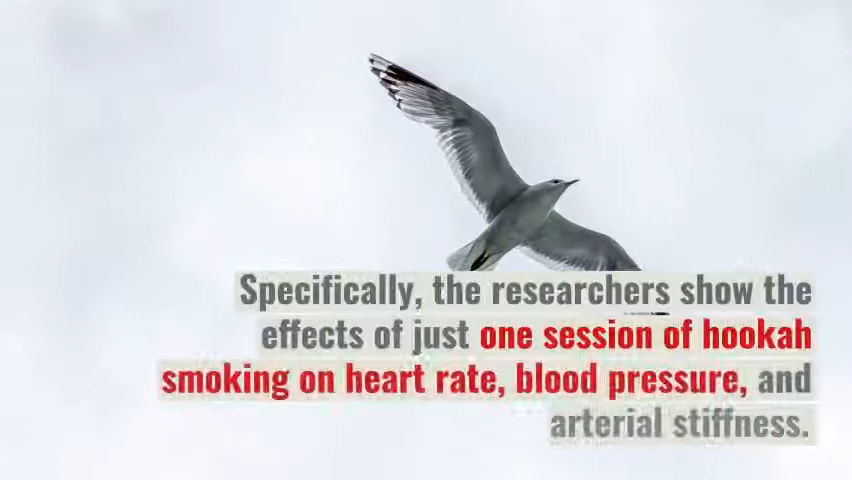 Specifically, the researchers show the
effects of just one session of hookah
smoking on heart rate, blood pressure, and
arterial stiffness.